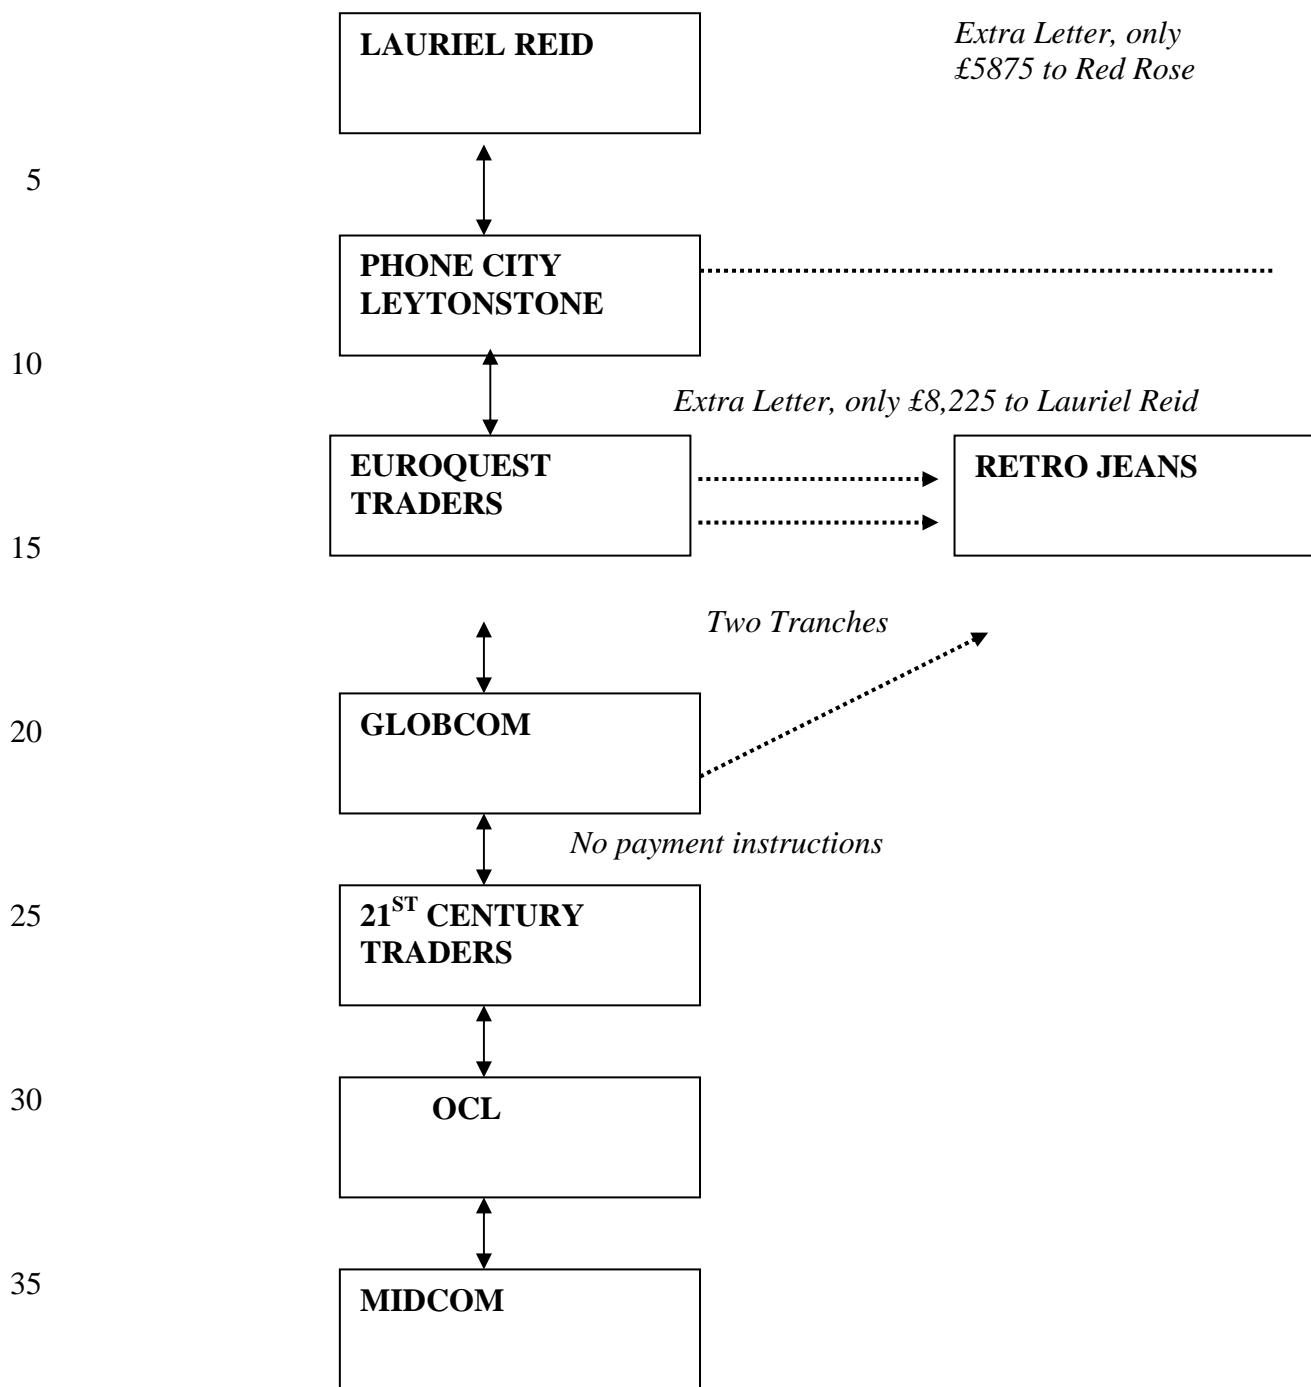 LAURIEL REID
Extra Letter, only
£5875 to Red Rose
5
PHONE CITY
LEYTONSTONE
10
Extra Letter, only £8,225 to Lauriel Reid
EUROQUEST
TRADERS
RETRO JEANS
15
Two Tranches
GLOBCOM
20
No payment instructions
21ST CENTURY
TRADERS
25
OCL
30
35
MIDCOM